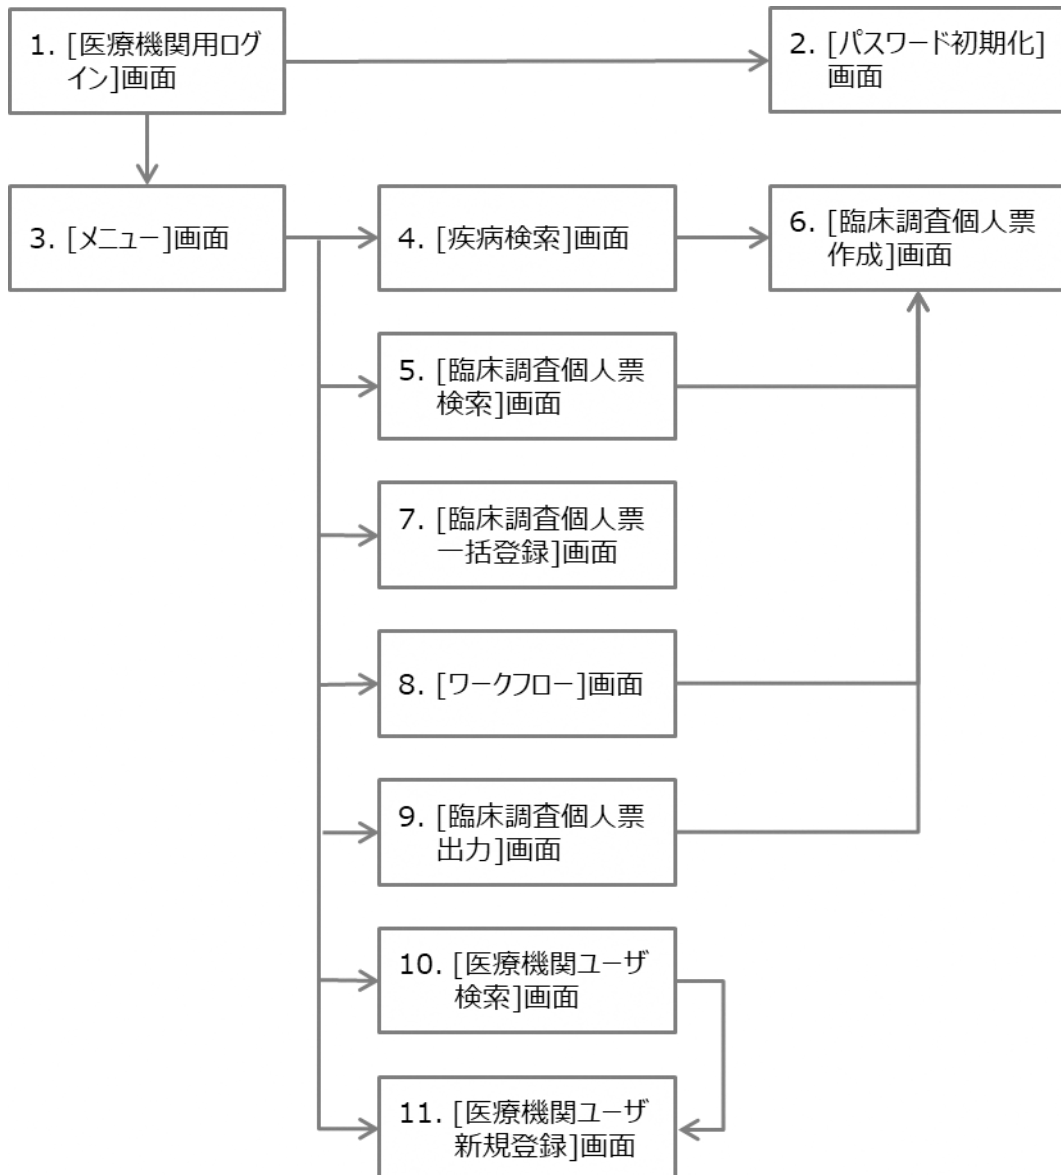 1. [医療機関用ログ
イン]画面
2. [パスワード初期化]
画面
3. [メニュー]画面
4. [疾病検索]画面
6. [臨床調査個人票
作成]画面
5. [臨床調査個人票
検索]画面
7. [臨床調査個人票
一括登録]画面
8. [ワークフロー]画面
9. [臨床調査個人票
出力]画面
10. [医療機関ユーザ
検索]画面
11. [医療機関ユーザ
新規登録]画面